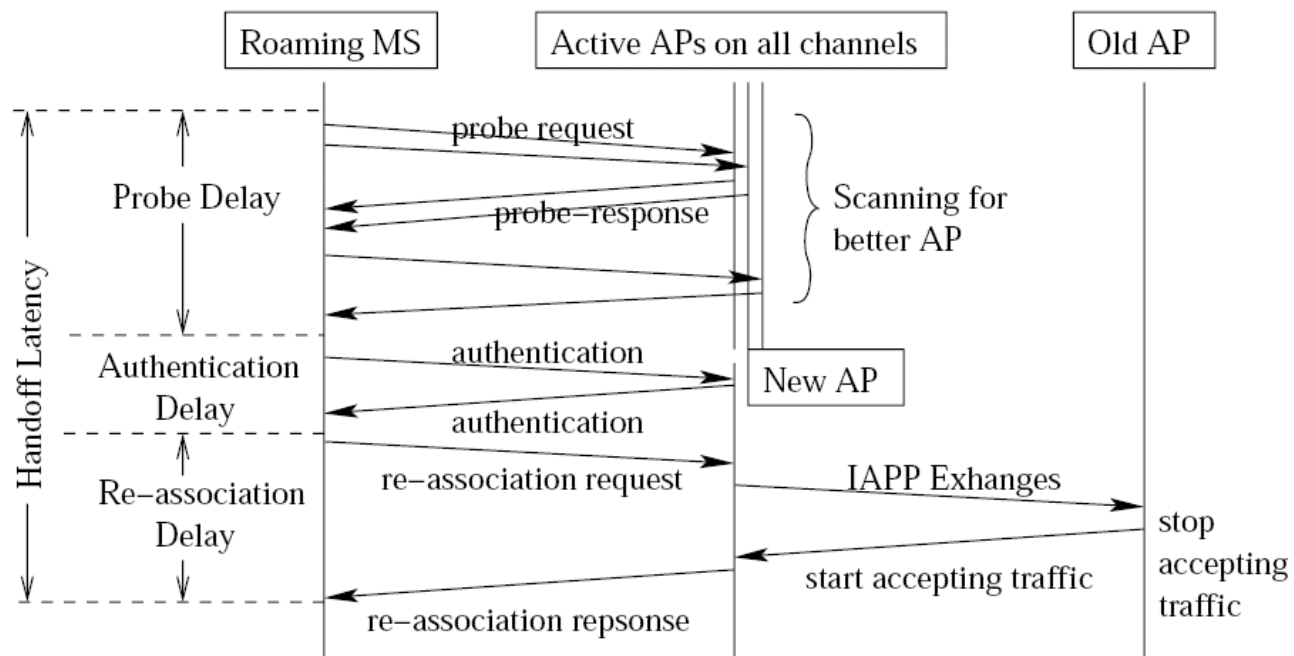 Roaming MS
Active APs on all channels
Old AP
probe request
Probe Delay
probe-response
Scanning for
better AP
Handoff Latency
authentication
Authentication
Delay
New AP
authentication
re-association request
IAPP Exhanges
Re-association
Delay
stop
accepting
traffic
start accepting traffic
re-association repsonse